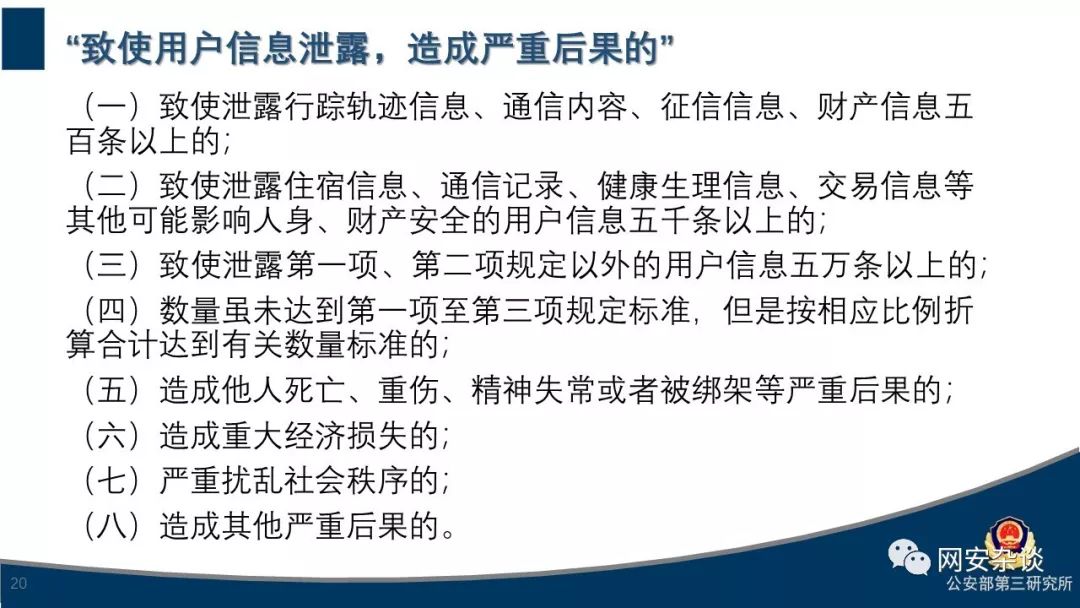 “致使用户信息泄露，造成严重后果的”
（一）致使泄露行踪轨迹信息、通信内容、征信信息、财产信息五
百条以上的；
（二）致使泄露住宿信息、通信记录、健康生理信息、交易信息等
其他可能影响人身、财产安全的用户信息五千条以上的；
（三）致使泄露第一项、第二项规定以外的用户信息五万条以上的；
（四）数量虽未达到第一项至第三项规定标准，但是按相应比例折
算合计达到有关数量标准的；
（五）造成他人死亡、重伤、精神失常或者被绑架等严重后果的；
（六）造成重大经济损失的；
（七）严重扰乱社会秩序的；
（八）造成其他严重后果的。
网安杂谈
公安部第三研究所
20